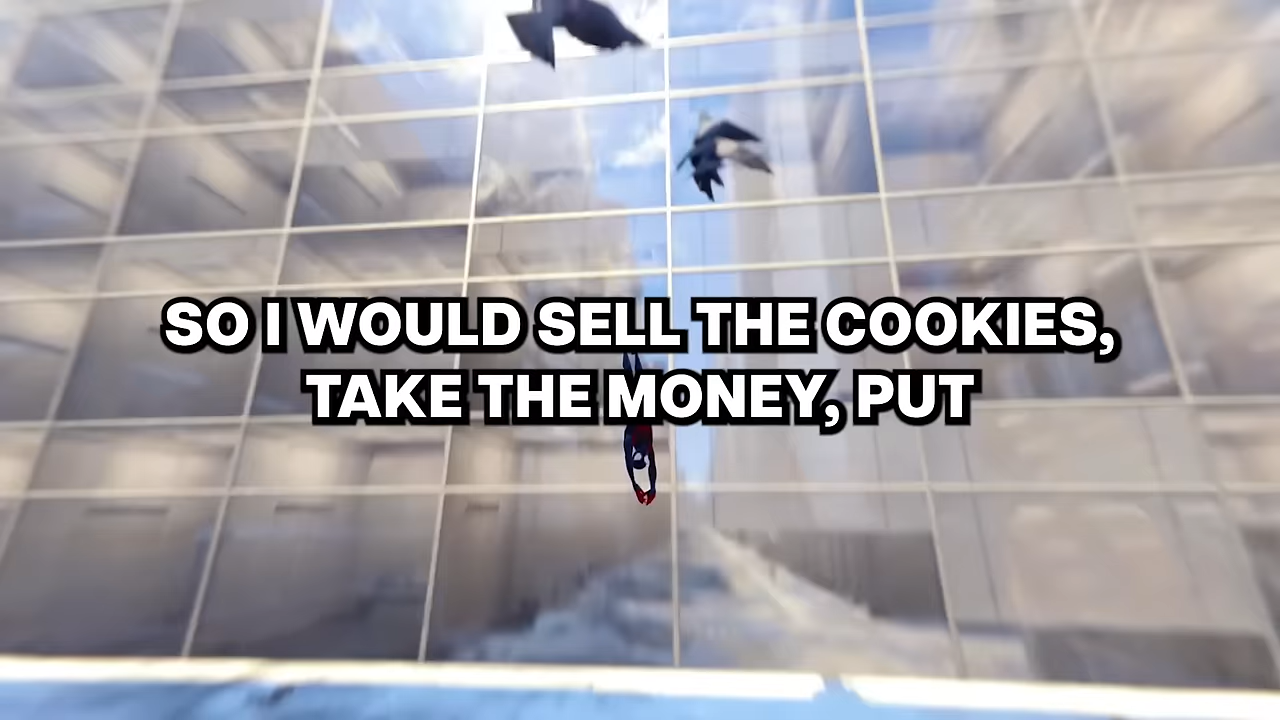 SO I WOULD SELL THE COOKIES,
TAKE THE MONEY, PUT